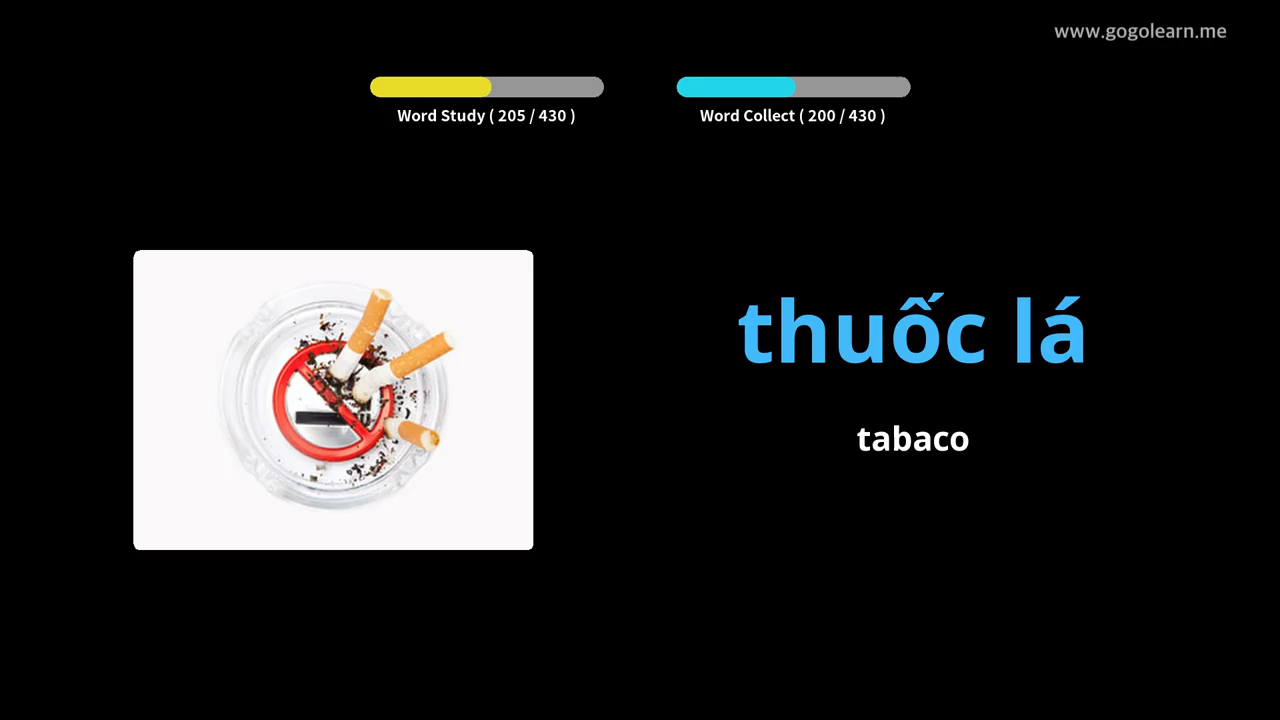 www.gogolearn.me
Word Study ( 205 / 430 )
Word Collect ( 200 / 430 )
thuốc lá
tabaco